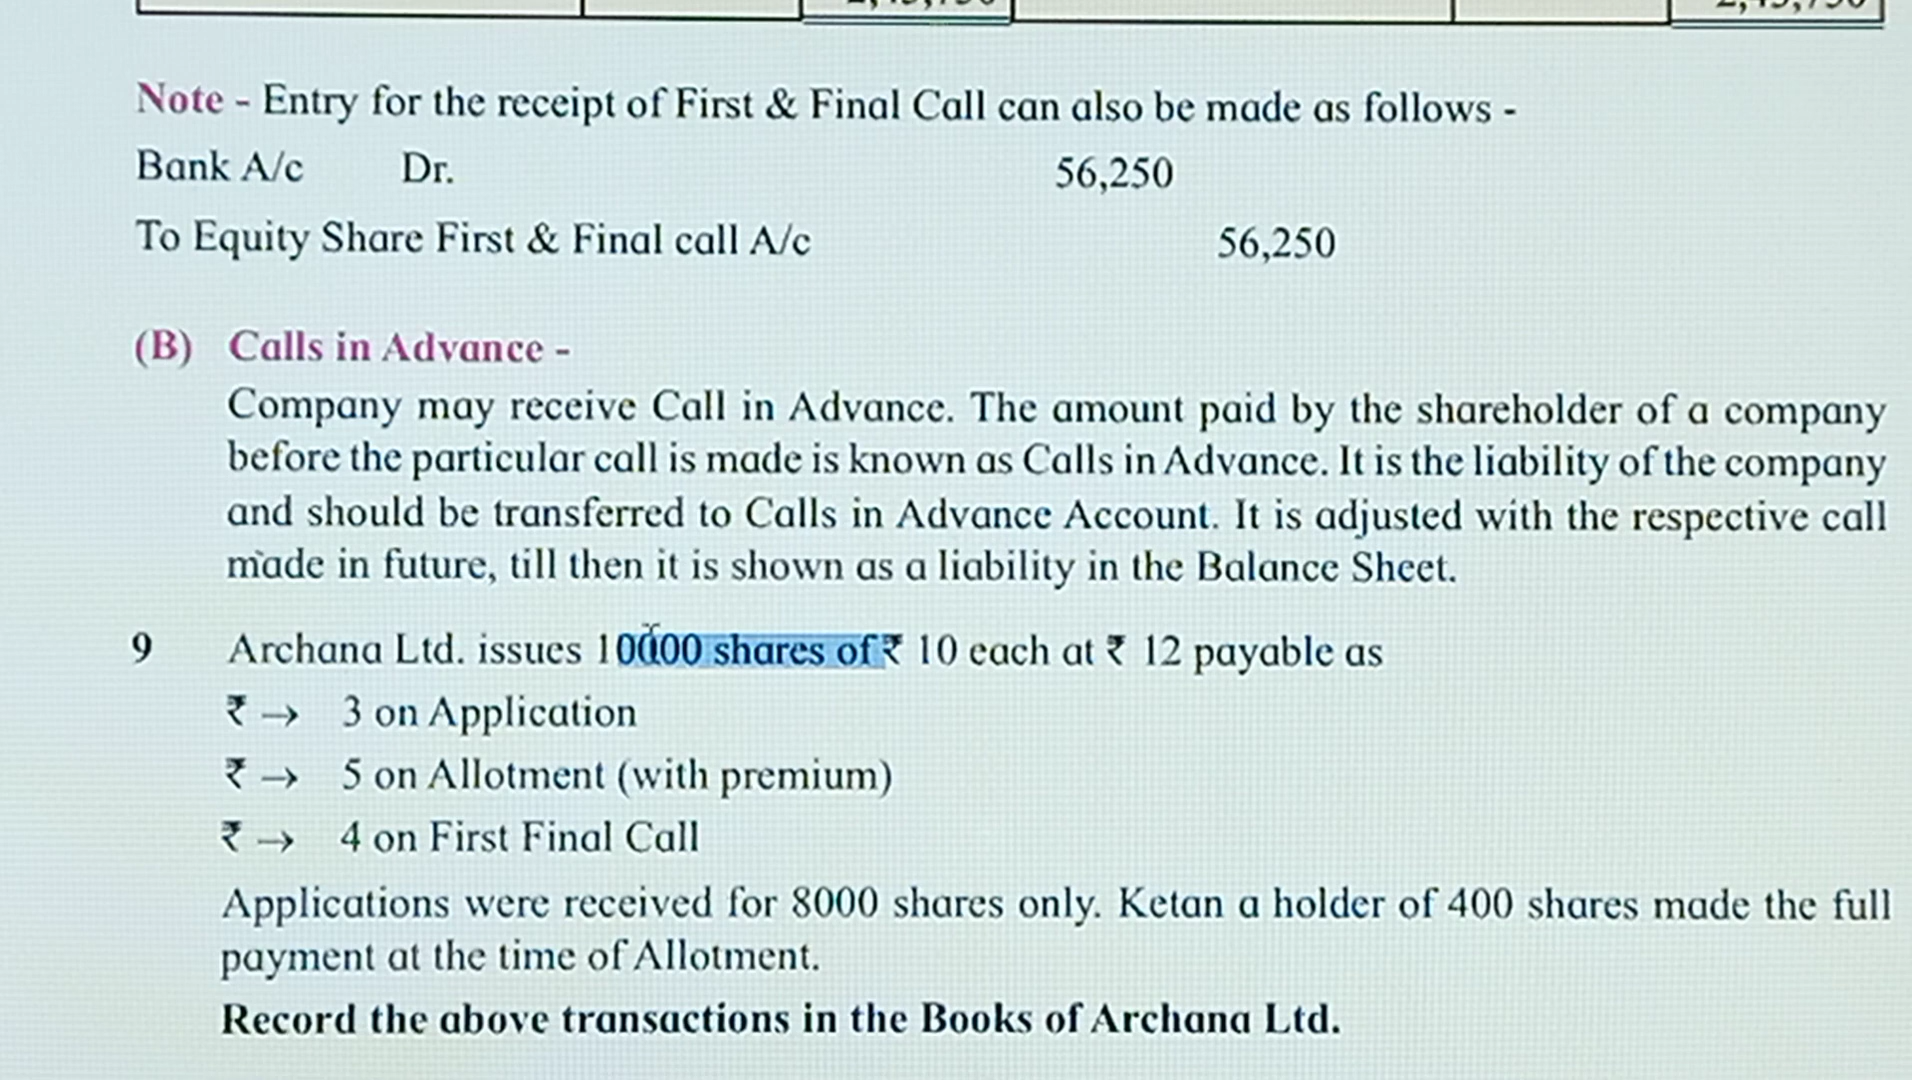 Note - Entry for the receipt of First & Final Call can also be made as follows -
Bank A/c Dr. 56,250
To Equity Share First & Final call A/c 56,250
(B) Calls in Advance -
Company may receive Call in Advance. The amount paid by the shareholder of a company
before the particular call is made is known as Calls in Advance. It is the liability of the company
and should be transferred to Calls in Advance Account. It is adjusted with the respective call
made in future, till then it is shown as a liability in the Balance Sheet.
9 Archana Ltd. issues 10000 shares of ₹ 10 each at ₹ 12 payable as
₹ → 3 on Application
₹ → 5 on Allotment (with premium)
₹ → 4 on First Final Call
Applications were received for 8000 shares only. Ketan a holder of 400 shares made the full
payment at the time of Allotment.
Record the above transactions in the Books of Archana Ltd.